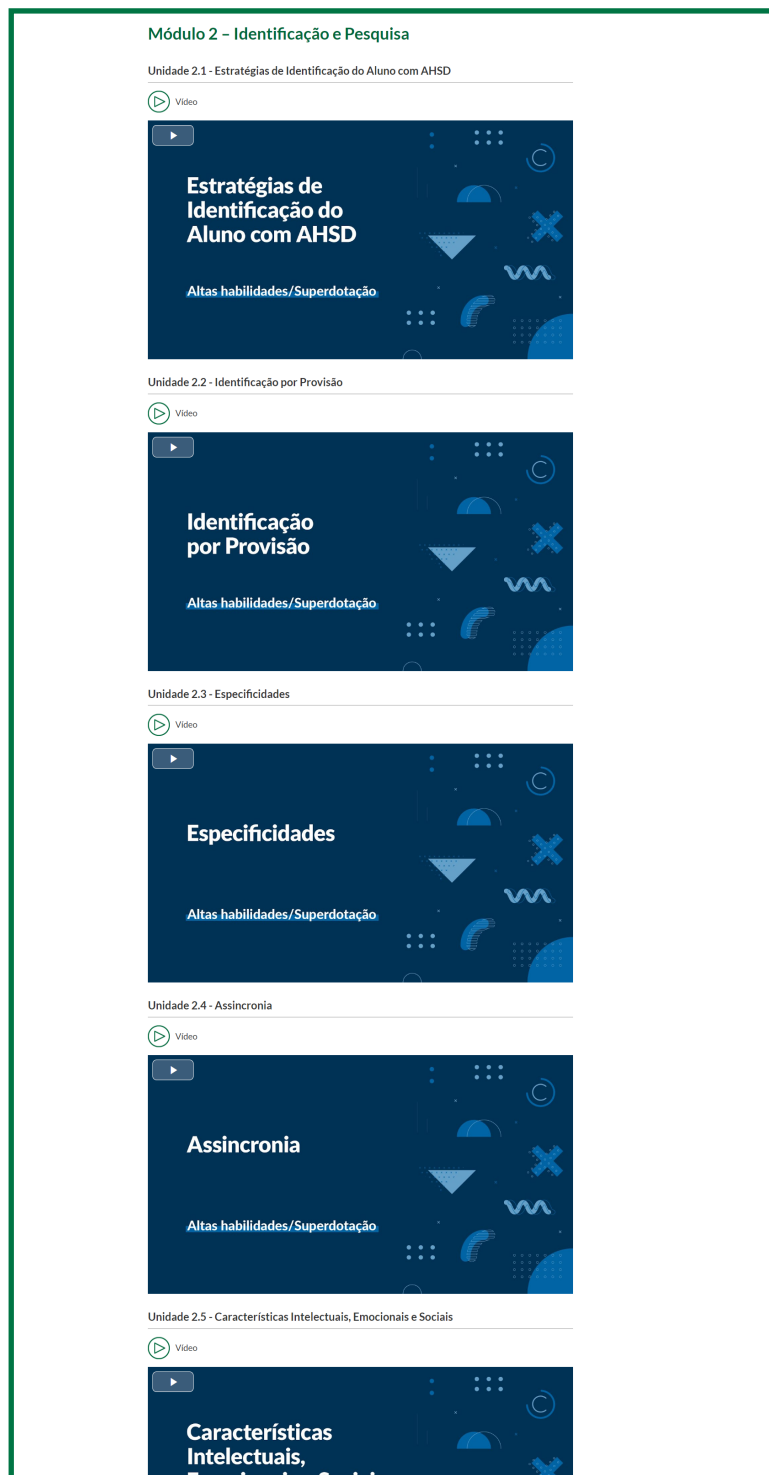 Módulo 2 – Identificação e Pesquisa
Unidade 2.1 - Estratégias de Identificação do Aluno com AHSD
Vídeo
Estratégias de
Identificação do
Aluno com AHSD
Altas habilidades/Superdotação
Unidade 2.2 - Identificação por Provisão
Vídeo
Identificação
por Provisão
Altas habilidades/Superdotação
Unidade 2.3 - Especificidades
Vídeo
Especificidades
Altas habilidades/Superdotação
Unidade 2.4 - Assincronia
Vídeo
Assincronia
Altas habilidades/Superdotação
Unidade 2.5 - Características Intelectuais, Emocionais e Sociais
Vídeo
Características
Intelectuais,